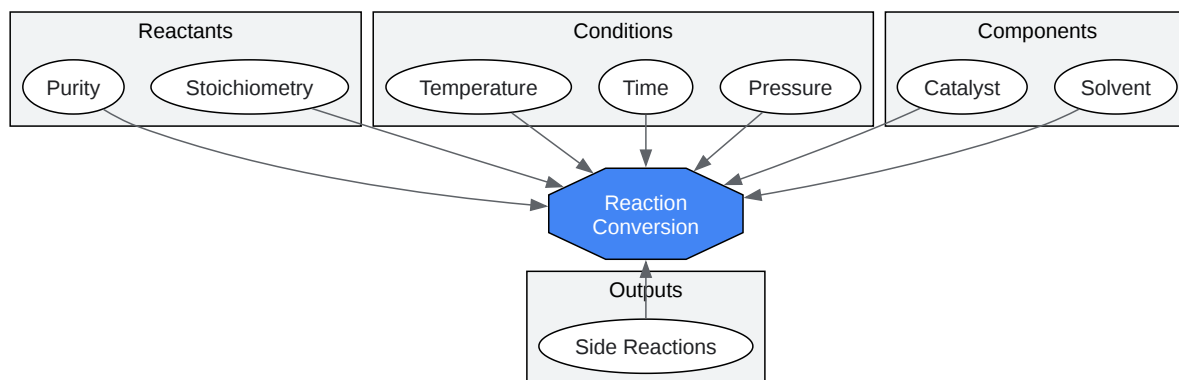 Reactants
Conditions
Components
Purity
Stoichiometry
Temperature
Time
Pressure
Catalyst
Solvent
Reaction
Conversion
Outputs
Side Reactions